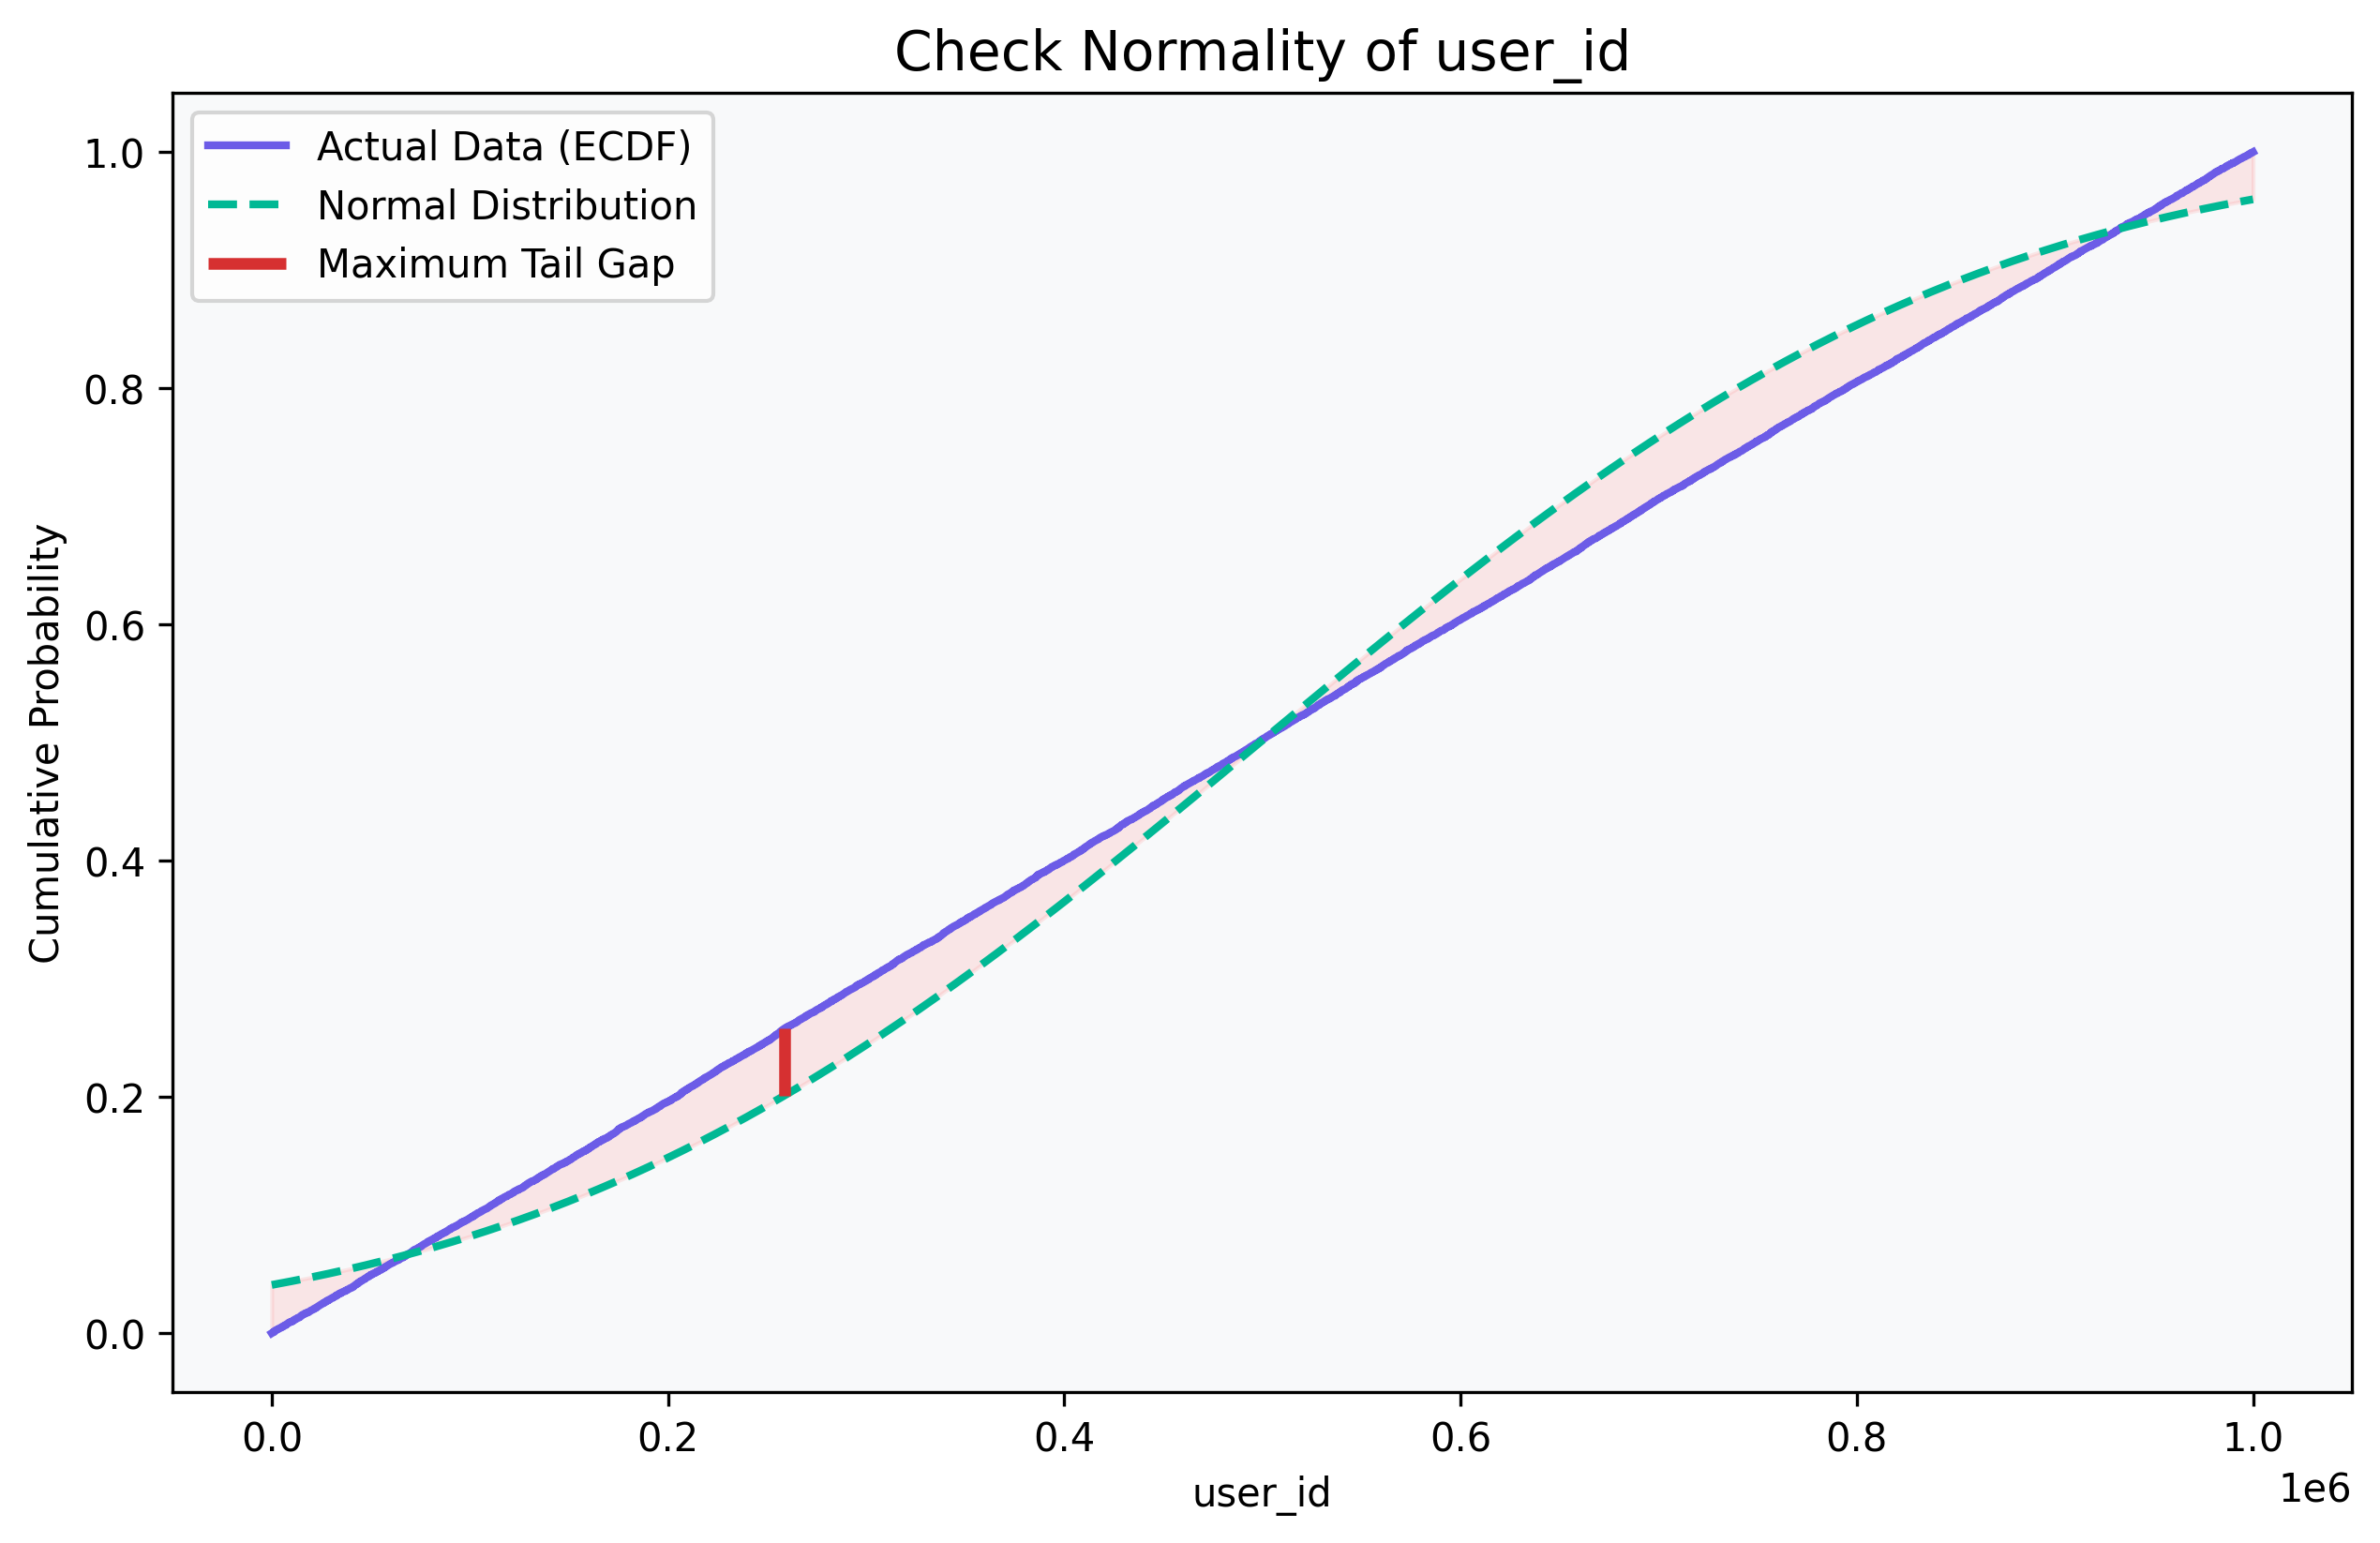 Check Normality of user_id
Actual Data (ECDF)
Normal Distribution
Maximum Tail Gap
Cumulative Probability
1.0
0.8
0.6
0.4
0.2
0.0
0.0 0.2 0.4 0.6 0.8 1.0
1e6
user_id